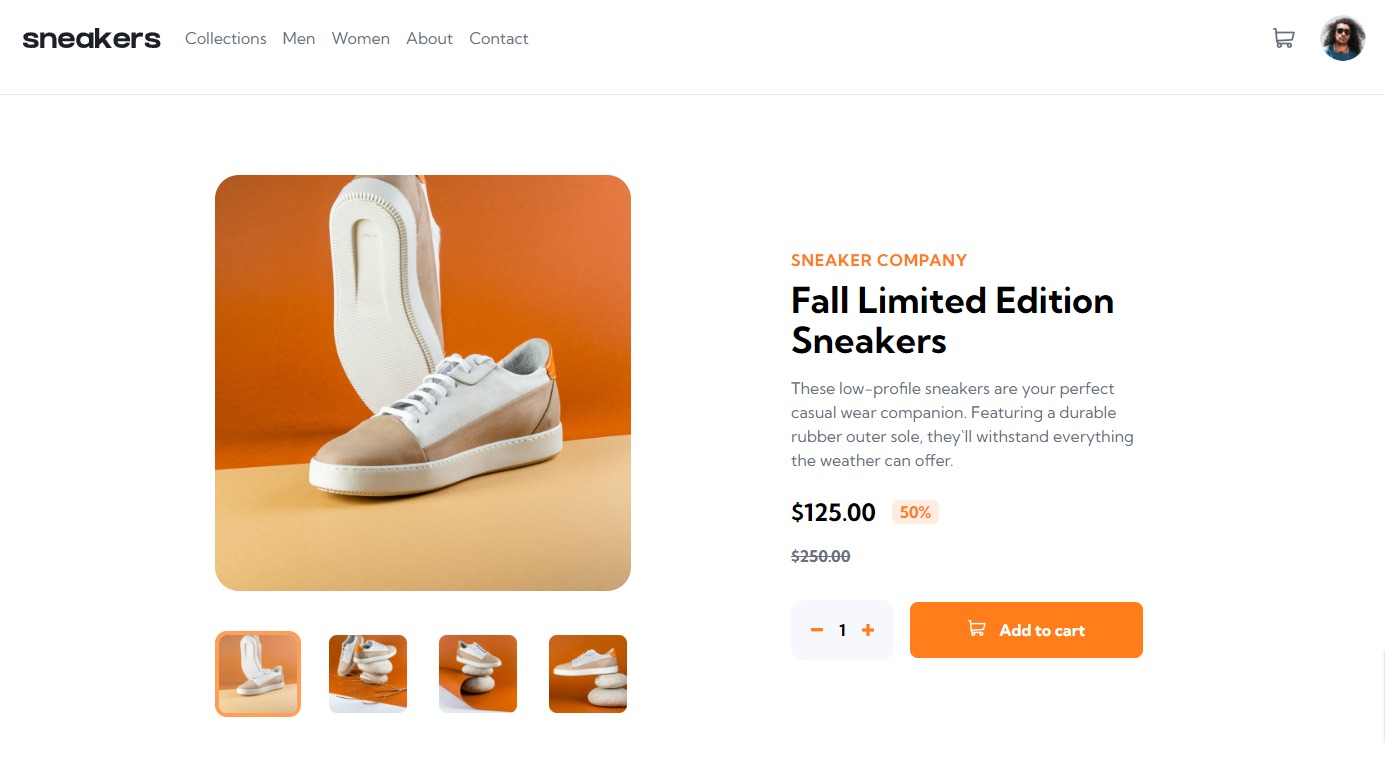 sneakers Collections Men Women About Contact
SNEAKER COMPANY
Fall Limited Edition
Sneakers
These low-profile sneakers are your perfect
casual wear companion. Featuring a durable
rubber outer sole, they`ll withstand everything
the weather can offer.
$125.00 50%
$250.00
1 Add to cart